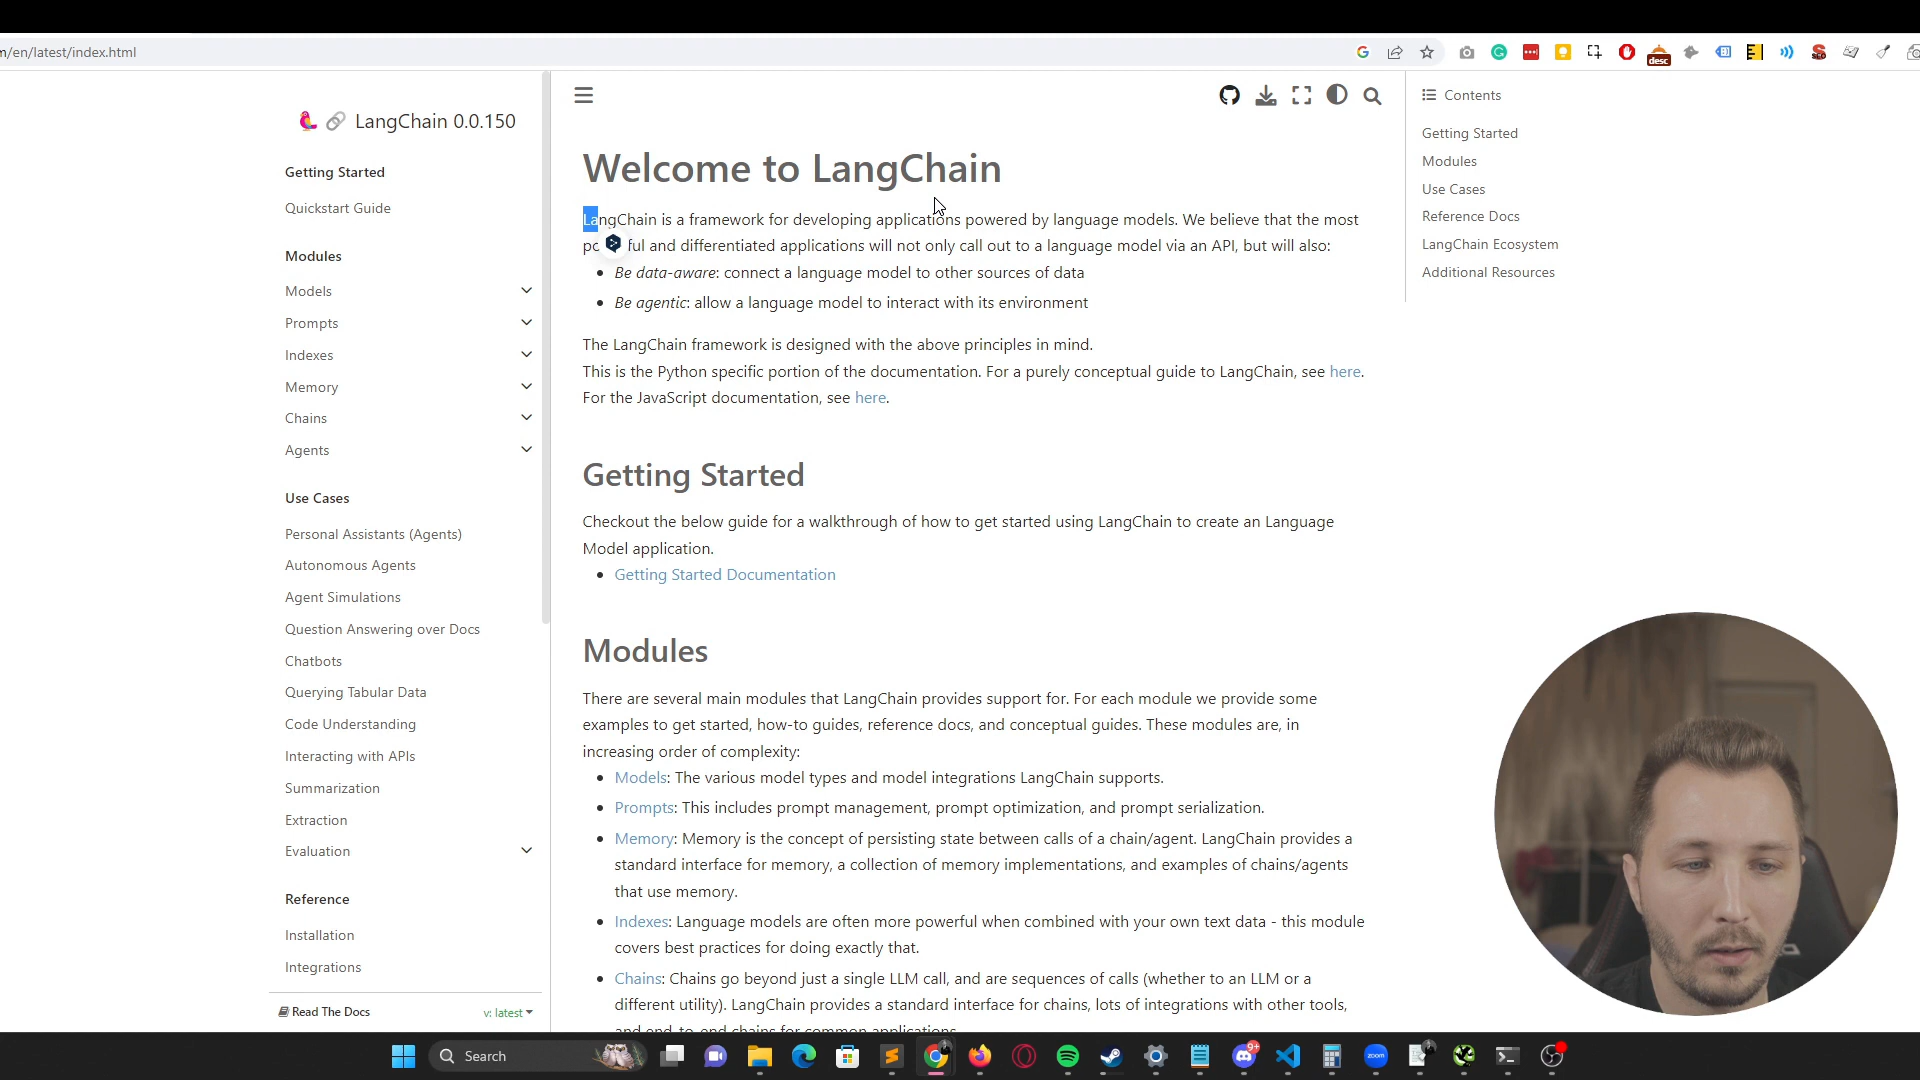 m/en/latest/index.html
desc
SEO
LangChain 0.0.150
Getting Started
Quickstart Guide
Modules
Models
Prompts
Indexes
Memory
Chains
Agents
Use Cases
Personal Assistants (Agents)
Autonomous Agents
Agent Simulations
Question Answering over Docs
Chatbots
Querying Tabular Data
Code Understanding
Interacting with APIs
Summarization
Extraction
Evaluation
Reference
Installation
Integrations
Read The Docs
v: latest
Welcome to LangChain
LangChain is a framework for developing applications powered by language models. We believe that the most
ful and differentiated applications will not only call out to a language model via an API, but will also:
• Be data-aware: connect a language model to other sources of data
• Be agentic: allow a language model to interact with its environment
The LangChain framework is designed with the above principles in mind.
This is the Python specific portion of the documentation. For a purely conceptual guide to LangChain, see here.
For the JavaScript documentation, see here.
Getting Started
Checkout the below guide for a walkthrough of how to get started using LangChain to create an Language
Model application.
• Getting Started Documentation
Modules
There are several main modules that LangChain provides support for. For each module we provide some
examples to get started, how-to guides, reference docs, and conceptual guides. These modules are, in
increasing order of complexity:
• Models: The various model types and model integrations LangChain supports.
• Prompts: This includes prompt management, prompt optimization, and prompt serialization.
• Memory: Memory is the concept of persisting state between calls of a chain/agent. LangChain provides a
standard interface for memory, a collection of memory implementations, and examples of chains/agents
that use memory.
• Indexes: Language models are often more powerful when combined with your own text data - this module
covers best practices for doing exactly that.
• Chains: Chains go beyond just a single LLM call, and are sequences of calls (whether to an LLM or a
different utility). LangChain provides a standard interface for chains, lots of integrations with other tools,
and end-to-end chains for common applications.
Contents
Getting Started
Modules
Use Cases
Reference Docs
LangChain Ecosystem
Additional Resources
Search
9+
zoom